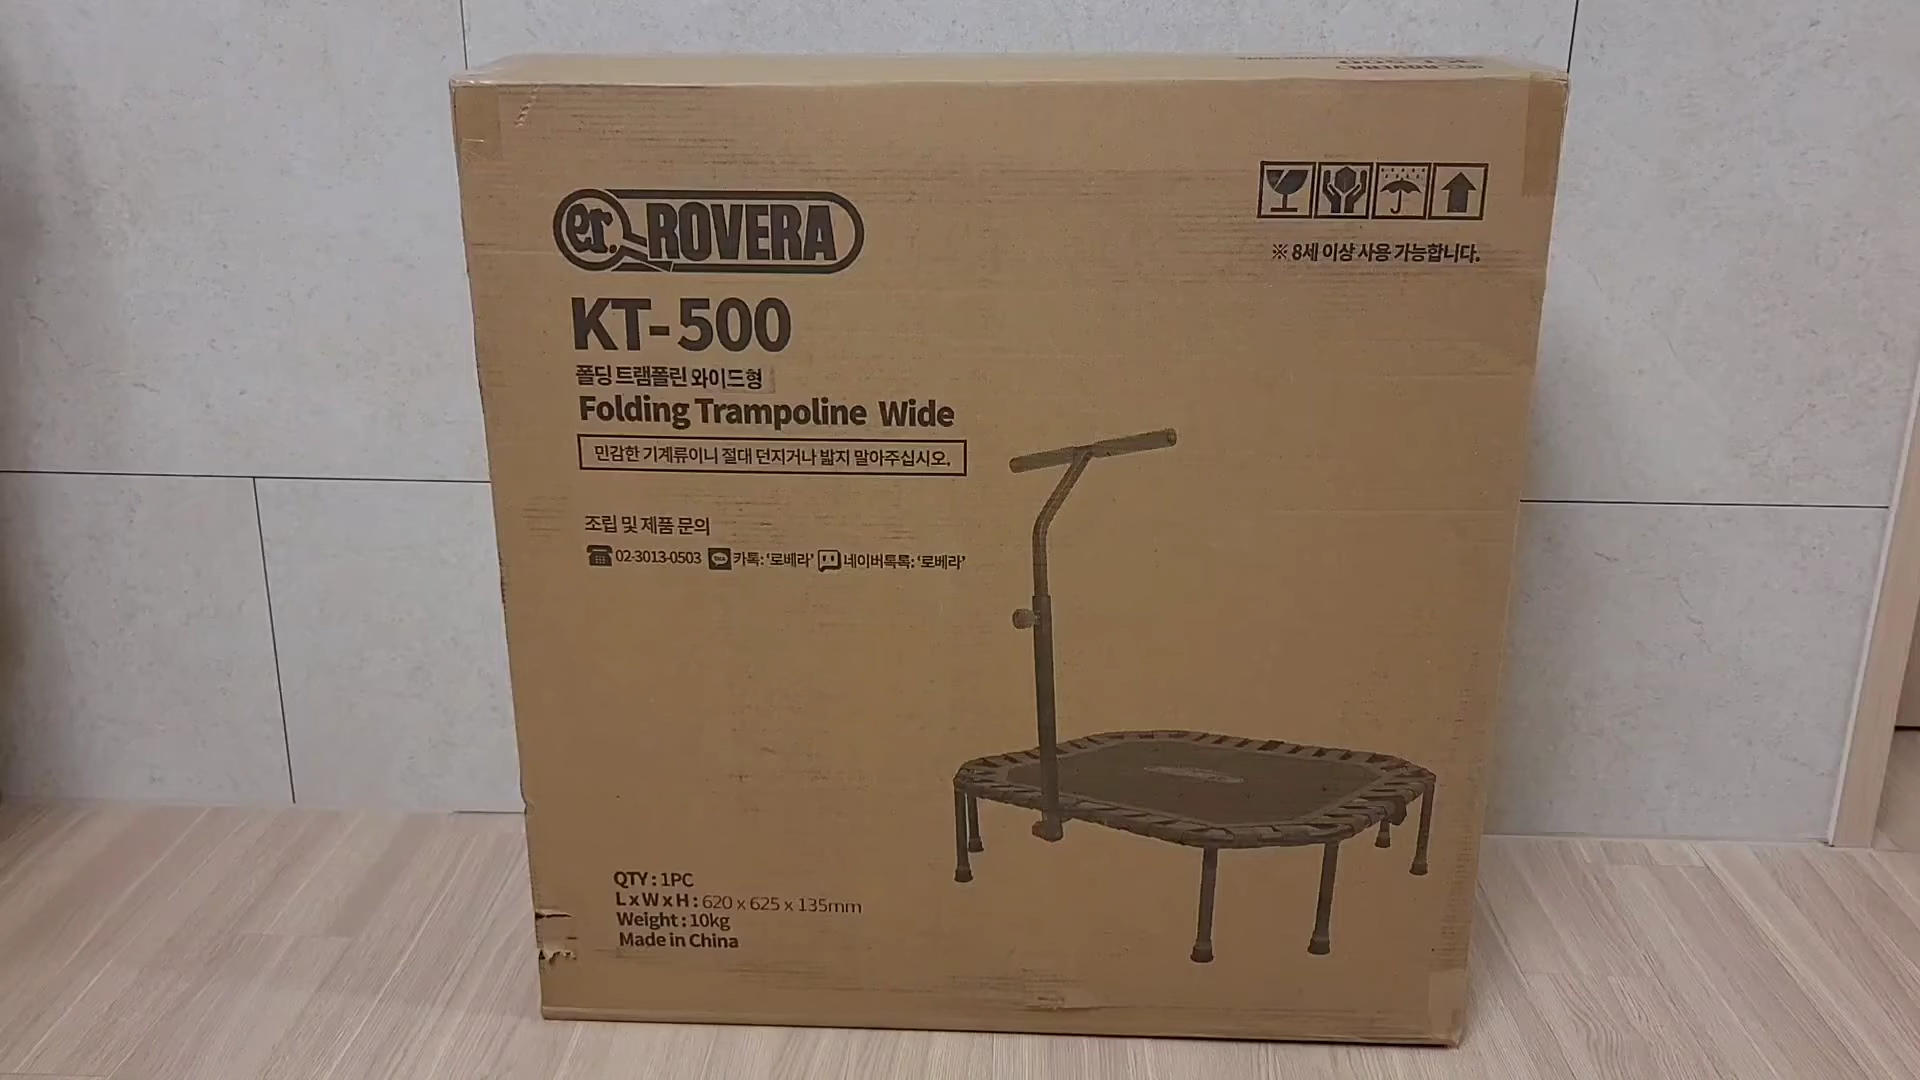 er. ROVERA
※ 8세 이상 사용 가능합니다.
KT-500
폴딩 트램폴린 와이드형
Folding Trampoline Wide
민감한 기계류이니 절대 던지거나 밟지 말아주십시오.
조립 및 제품 문의
02-3013-0503 카톡: '로베라' 네이버톡톡: '로베라'
QTY : 1PC
L x W x H : 620 x 625 x 135mm
Weight : 10kg
Made in China